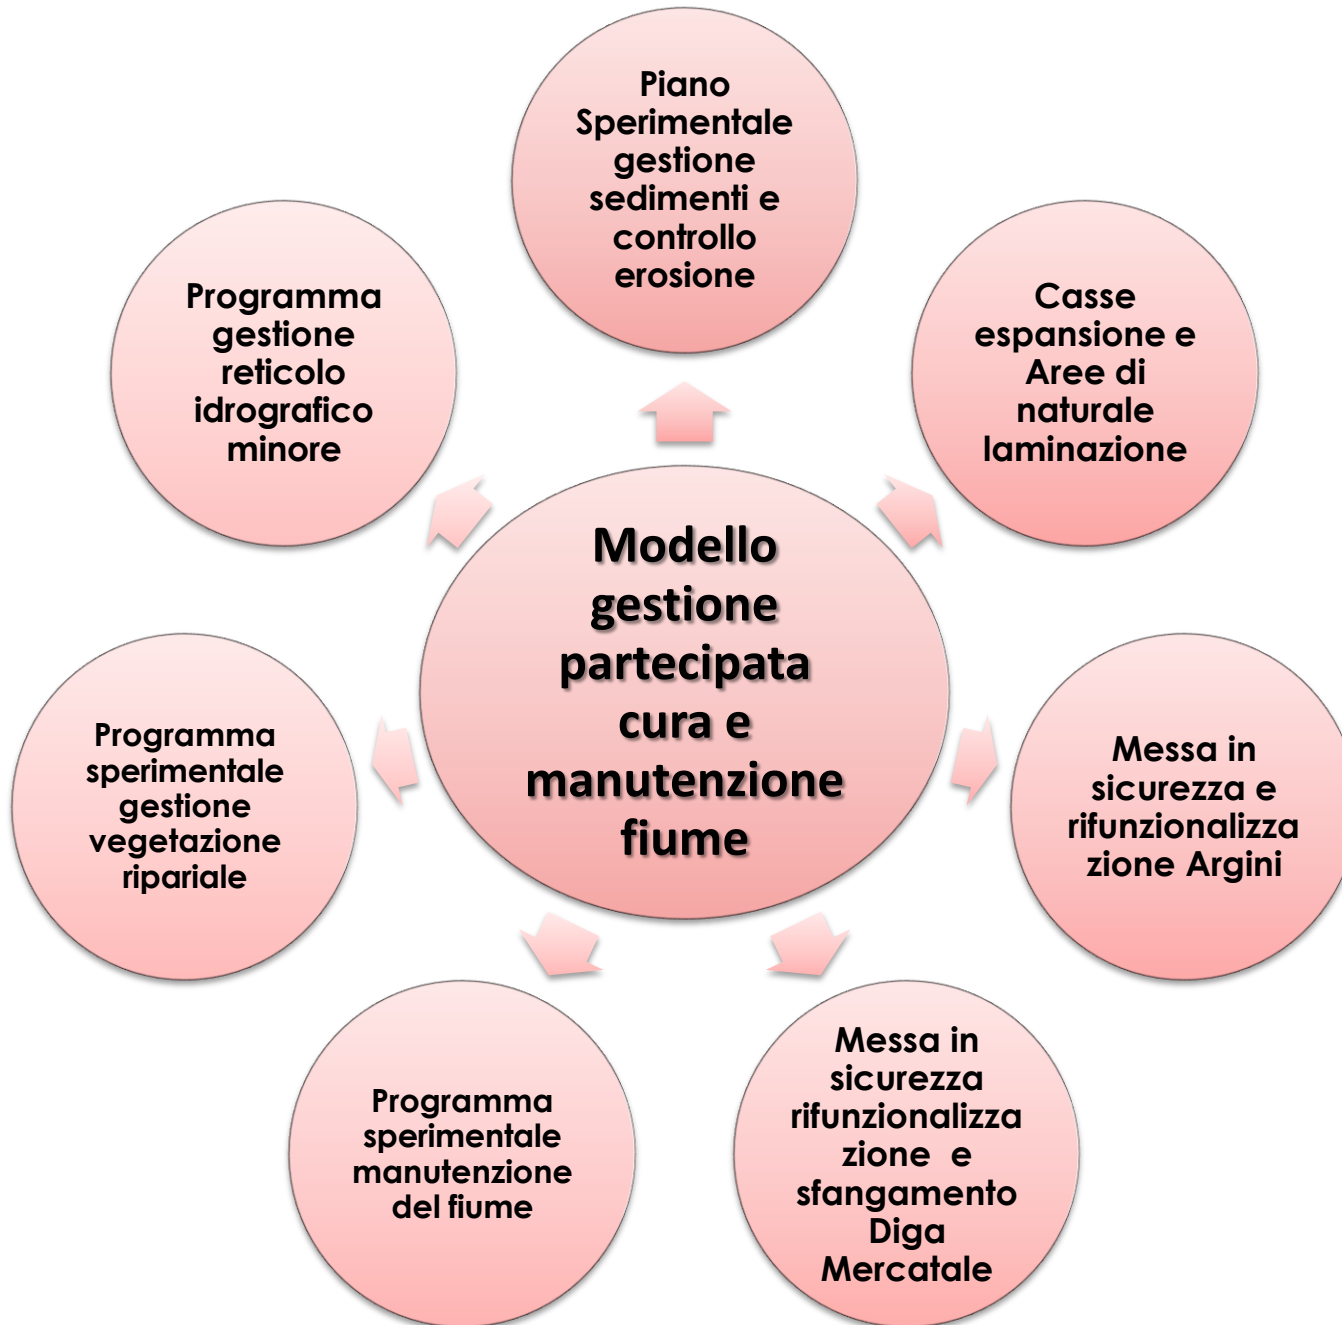 Piano
Sperimentale
gestione
sedimenti e
controllo
erosione
Programma
gestione
reticolo
idrografico
minore
Casse
espansione e
Aree di
naturale
laminazione
Modello
gestione
partecipata
cura e
manutenzione
fiume
Programma
sperimentale
gestione
vegetazione
ripariale
Messa in
sicurezza e
rifunzionalizza
zione Argini
Programma
sperimentale
manutenzione
del fiume
Messa in
sicurezza
rifunzionalizza
zione e
sfangamento
Diga
Mercatale